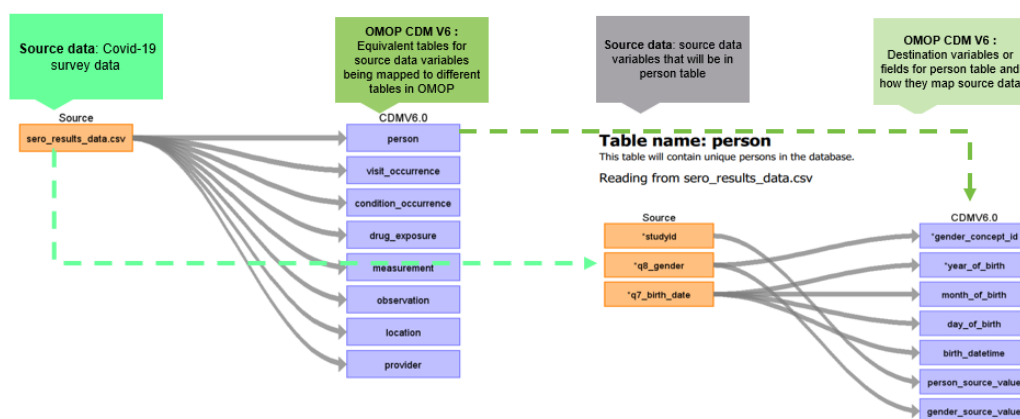 Source data: Covid-19
survey data
OMOP CDM V6 :
Equivalent tables for
source data variables
being mapped to different
tables in OMOP
Source data: source data
variables that will be in
person table
OMOP CDM V6 :
Destination variables or
fields for person table and
how they map source data
Source
sero_results_data.csv
CDMV6.0
person
visit_occurrence
condition_occurrence
drug_exposure
measurement
observation
location
provider
Table name: person
This table will contain unique persons in the database.
Reading from sero_results_data.csv
Source
*studyid
*q8_gender
*q7_birth_date
CDMV6.0
*gender_concept_id
*year_of_birth
month_of_birth
day_of_birth
birth_datetime
person_source_value
gender_source_value